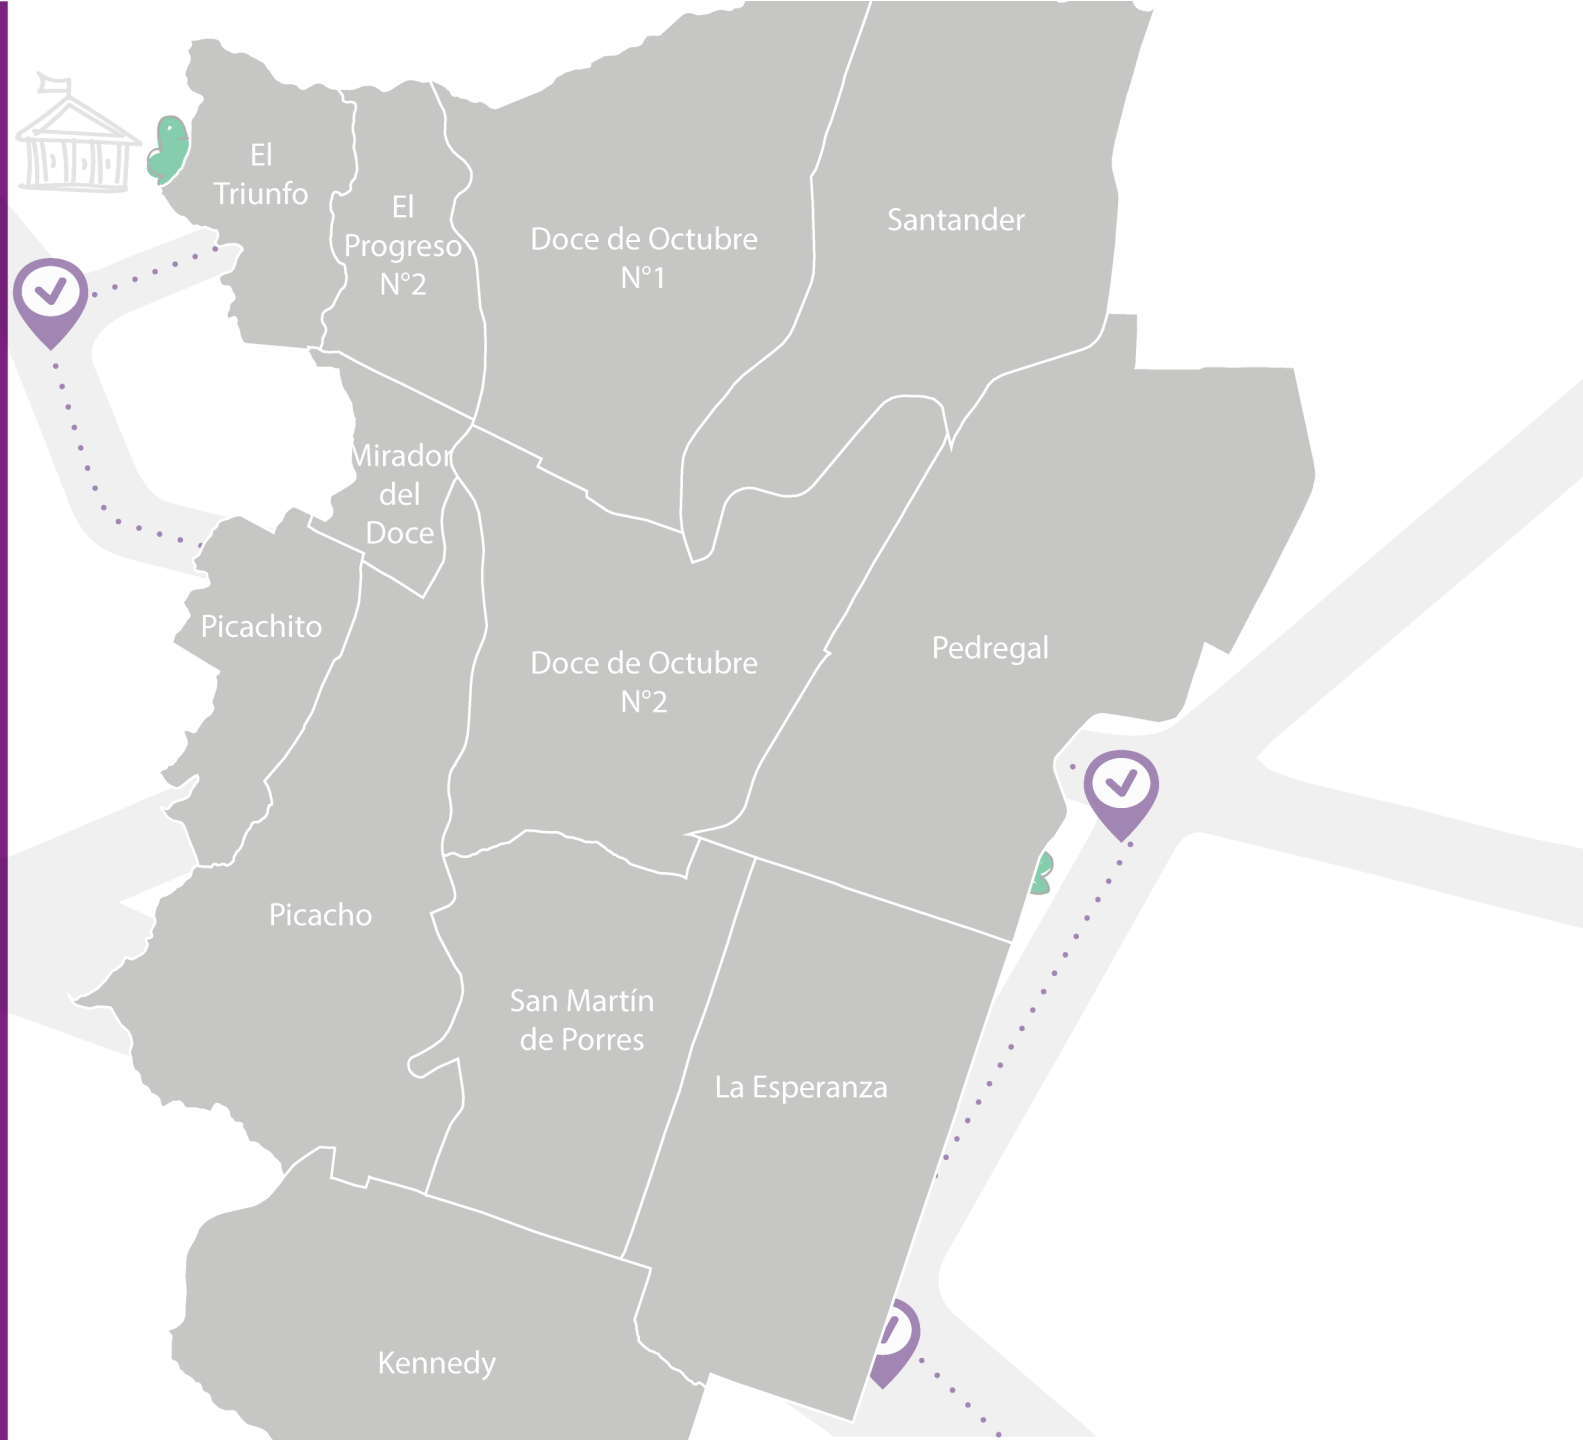 El
Triunfo
El
Progreso
N°2
Doce de Octubre
N°1
Santander
Mirador
del
Doce
Picachito
Doce de Octubre
N°2
Pedregal
Picacho
San Martín
de Porres
La Esperanza
Kennedy